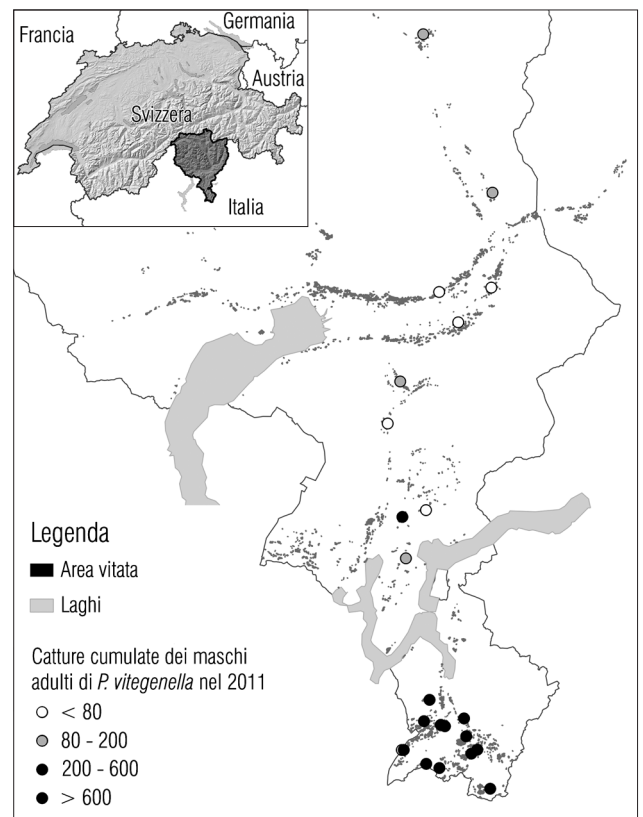 Francia
Germania
Austria
Svizzera
Italia
Legenda
Area vitata
Laghi
Catture cumulate dei maschi
adulti di P. vitegenella nel 2011
< 80
80 - 200
200 - 600
> 600